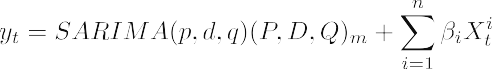 y_t = SARIMA(p, d, q)(P, D, Q)_m + \sum_{i=1}^{n} \beta_i X_t^i